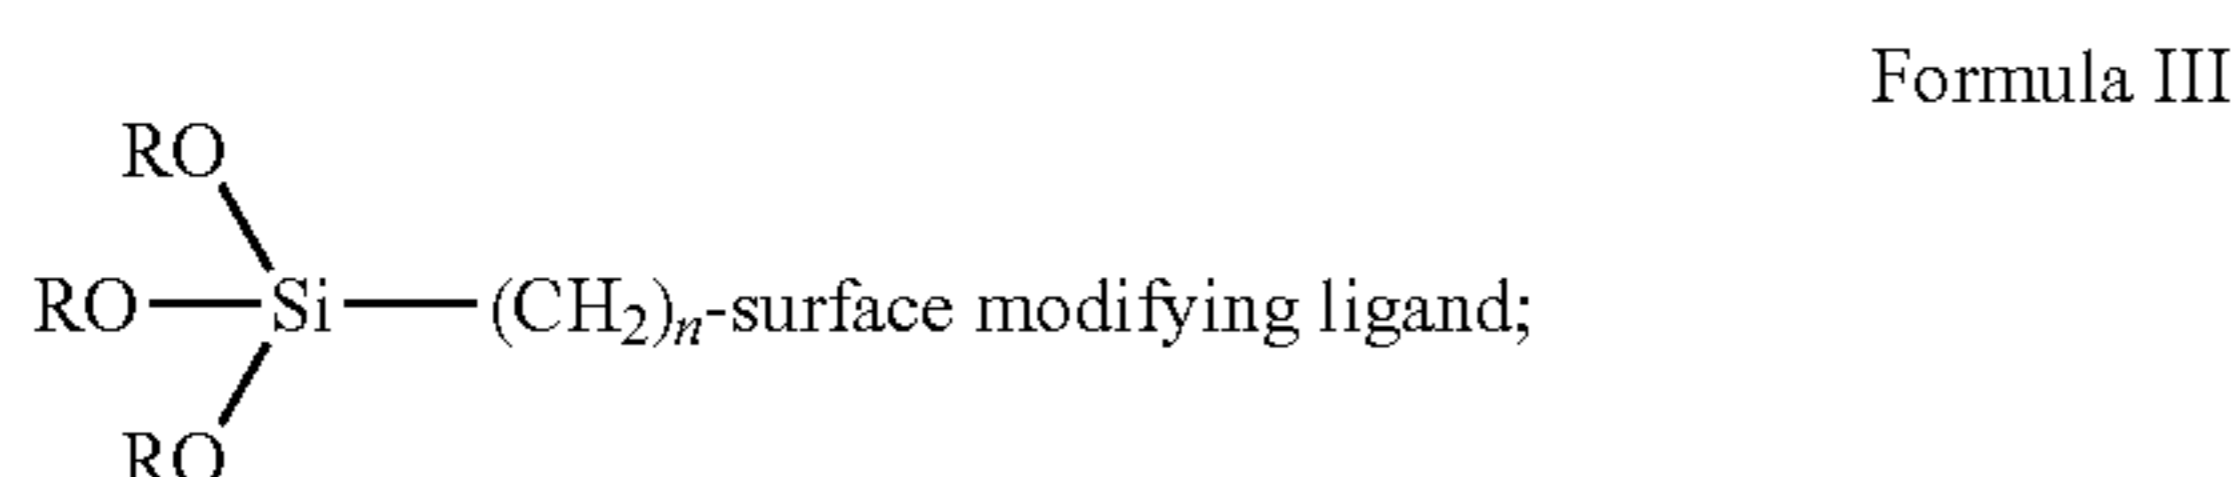 Formula III
RO
RO—Si—(CH2)n-surface modifying ligand;
RO